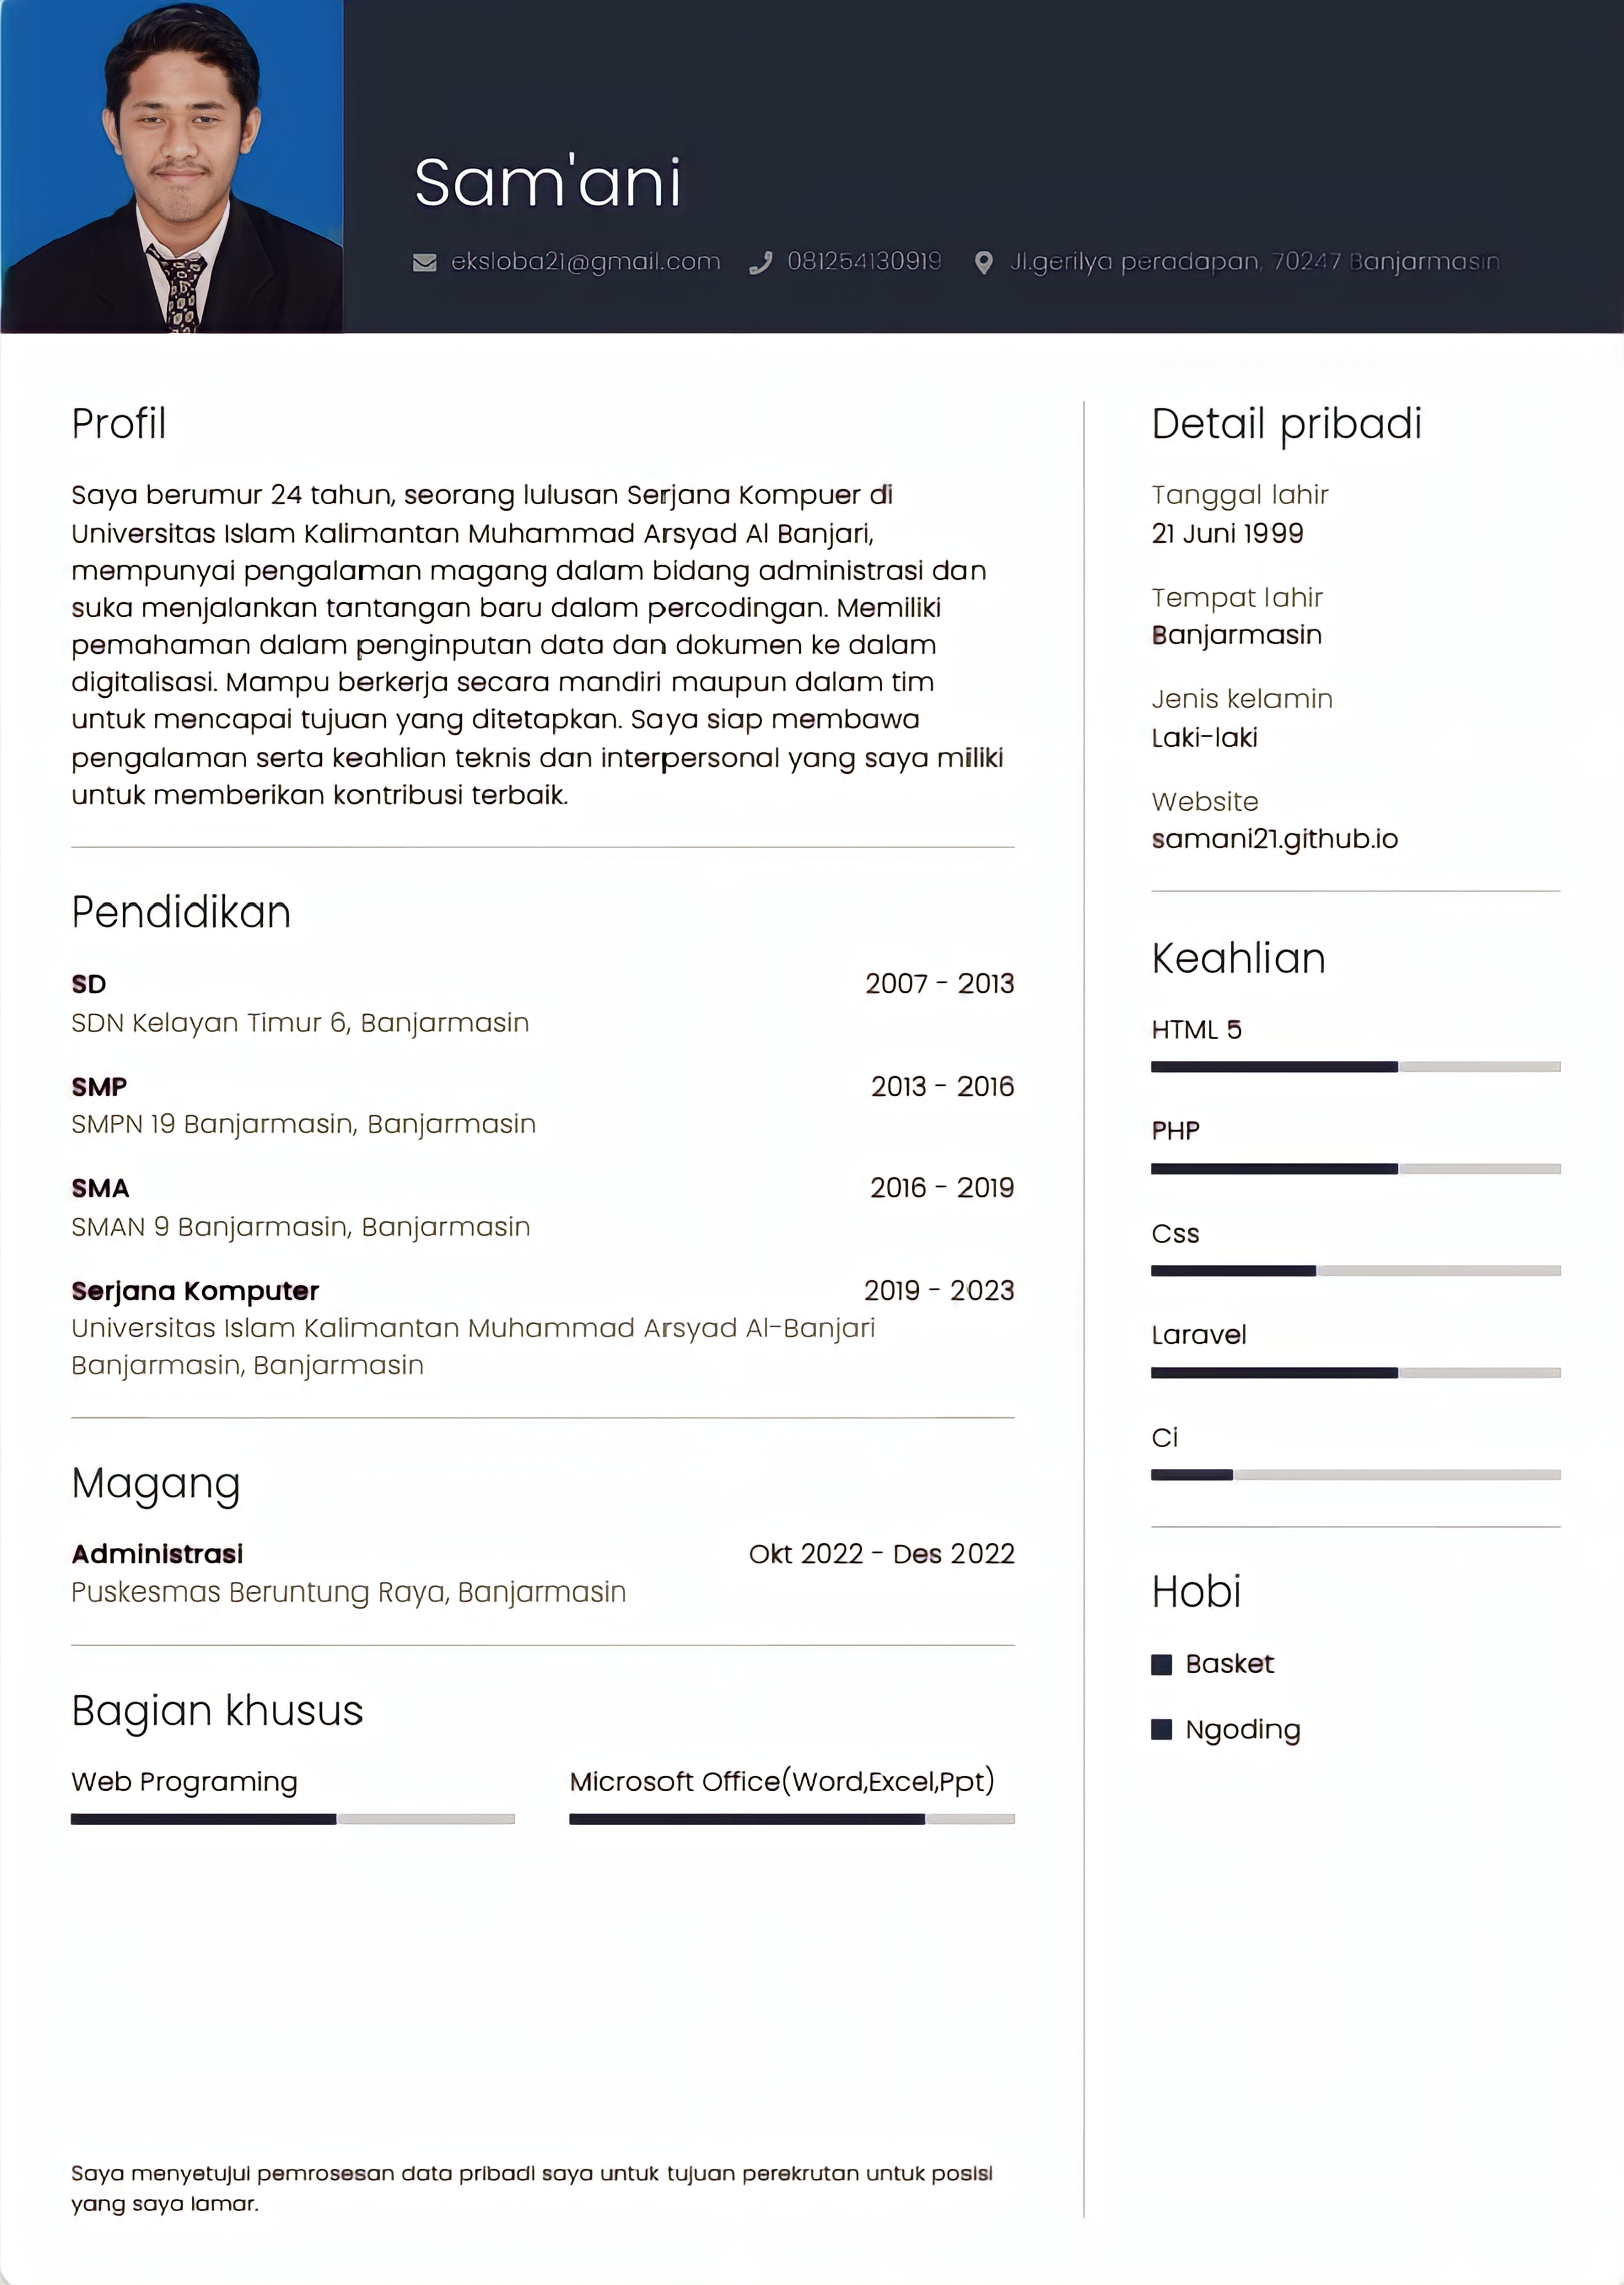 Sam'ani
eksloba21@gmail.com 081254130919 Jl.gerilya peradapan, 70247 Banjarmasin
Profil
Saya berumur 24 tahun, seorang lulusan Serjana Kompuer di
Universitas Islam Kalimantan Muhammad Arsyad Al Banjari,
mempunyai pengalaman magang dalam bidang administrasi dan
suka menjalankan tantangan baru dalam percodingan. Memiliki
pemahaman dalam penginputan data dan dokumen ke dalam
digitalisasi. Mampu berkerja secara mandiri maupun dalam tim
untuk mencapai tujuan yang ditetapkan. Saya siap membawa
pengalaman serta keahlian teknis dan interpersonal yang saya miliki
untuk memberikan kontribusi terbaik.
Pendidikan
SD 2007 - 2013
SDN Kelayan Timur 6, Banjarmasin
SMP 2013 - 2016
SMPN 19 Banjarmasin, Banjarmasin
SMA 2016 - 2019
SMAN 9 Banjarmasin, Banjarmasin
Serjana Komputer 2019 - 2023
Universitas Islam Kalimantan Muhammad Arsyad Al-Banjari
Banjarmasin, Banjarmasin
Magang
Administrasi Okt 2022 - Des 2022
Puskesmas Beruntung Raya, Banjarmasin
Bagian khusus
Web Programing
Microsoft Office(Word,Excel,Ppt)
Saya menyetujui pemrosesan data pribadi saya untuk tujuan perekrutan untuk posisi
yang saya lamar.
Detail pribadi
Tanggal lahir
21 Juni 1999
Tempat lahir
Banjarmasin
Jenis kelamin
Laki-laki
Website
samani21.github.io
Keahlian
HTML 5
PHP
Css
Laravel
Ci
Hobi
Basket
Ngoding